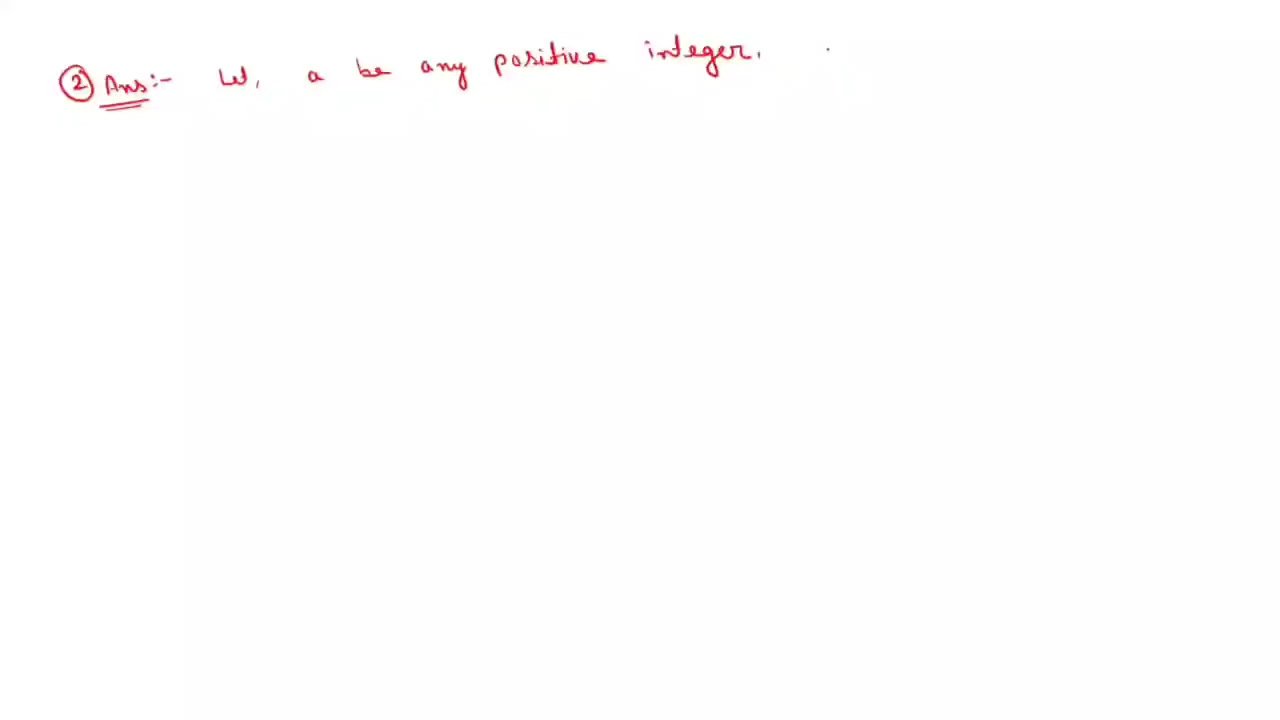 ② Ans:- Let, a be any positive integer.